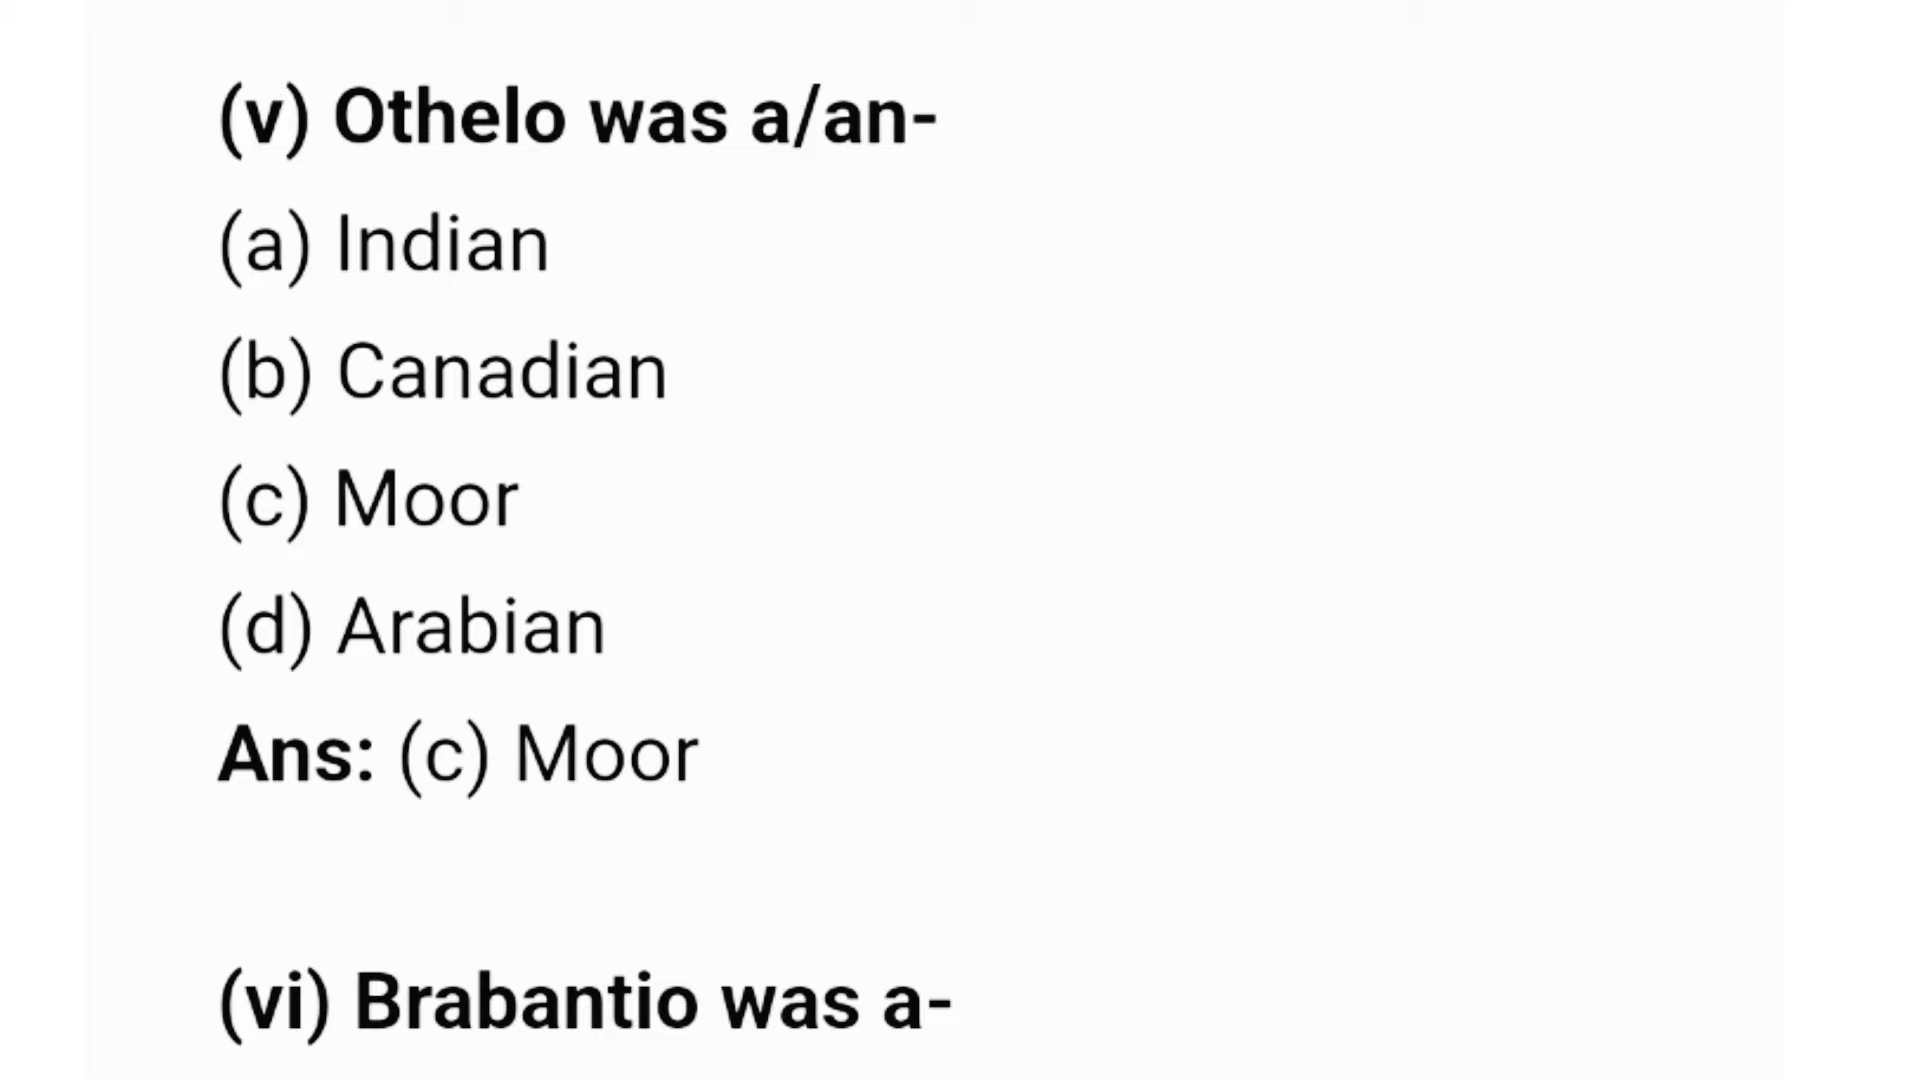 (v) Othelo was a/an-
(a) Indian
(b) Canadian
(c) Moor
(d) Arabian
Ans: (c) Moor
(vi) Brabantio was a-